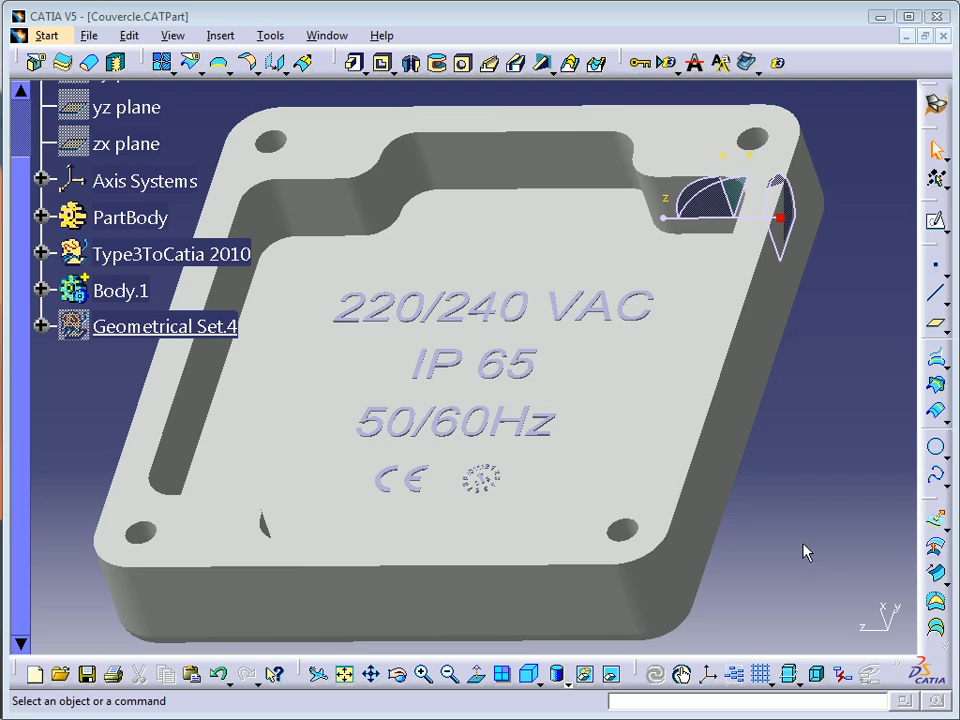 CATIA V5 - [Couvercle.CATPart]
Start File Edit View Insert Tools Window Help
yz plane
zx plane
Axis Systems
PartBody
Type3ToCatia 2010
Body.1
Geometrical Set.4
x y
z
220/240 VAC
IP 65
50/60Hz
CE
x y
z
CATIA
Select an object or a command